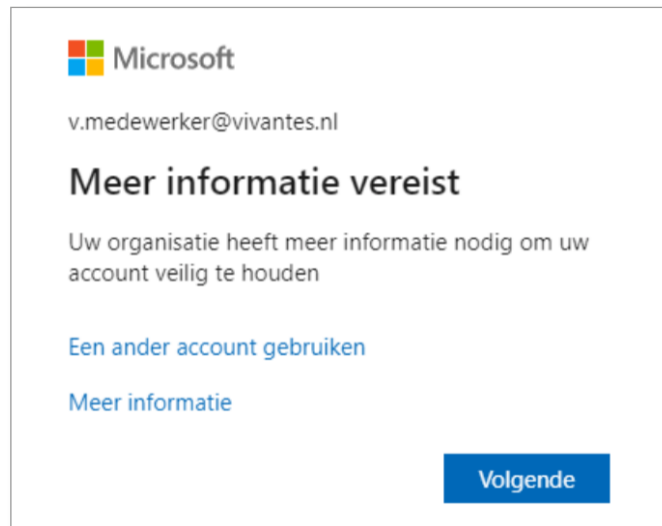 Microsoft
v.medewerker@vivantes.nl
Meer informatie vereist
Uw organisatie heeft meer informatie nodig om uw
account veilig te houden
Een ander account gebruiken
Meer informatie
Volgende